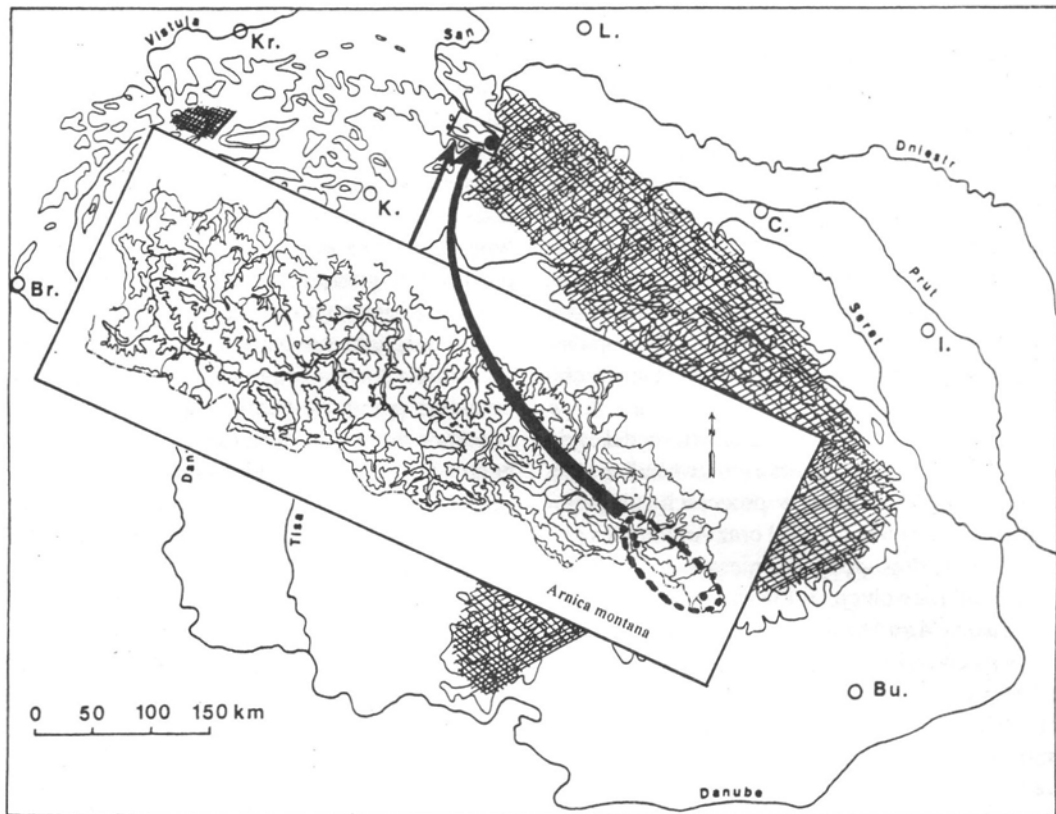 Vistula
Kr.
San
L.
Dniestr
K.
C.
Br.
Prut
Seret
I.
N
Dan
Tisa
Arnica montana
Bu.
0 50 100 150 km
Danube